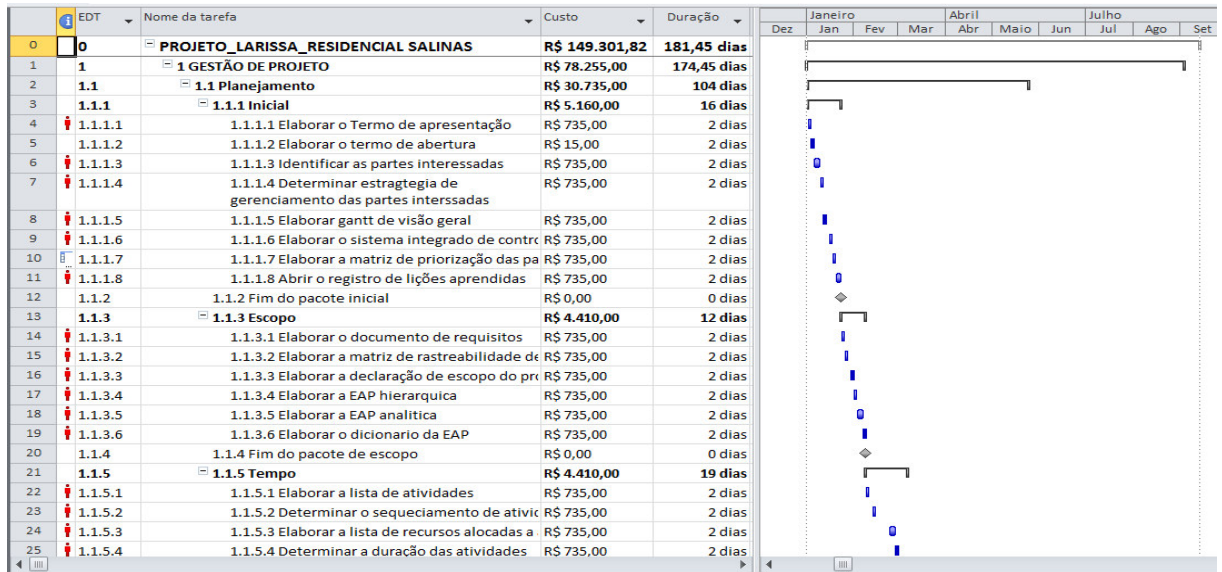 EDT Nome da tarefa Custo Duração Janeiro Abril Julho
Dez Jan Fev Mar Abr Maio Jun Jul Ago Set
0 0 PROJETO_LARISSA_RESIDENCIAL SALINAS R$ 149.301,82 181,45 dias
1 1 1 GESTÃO DE PROJETO R$ 78.255,00 174,45 dias
2 1.1 1.1 Planejamento R$ 30.735,00 104 dias
3 1.1.1 1.1.1 Inicial R$ 5.160,00 16 dias
4 1.1.1.1 1.1.1.1 Elaborar o Termo de apresentação R$ 735,00 2 dias
5 1.1.1.2 1.1.1.2 Elaborar o termo de abertura R$ 15,00 2 dias
6 1.1.1.3 1.1.1.3 Identificar as partes interessadas R$ 735,00 2 dias
7 1.1.1.4 1.1.1.4 Determinar estragtegia de R$ 735,00 2 dias
gerenciamento das partes interssadas
8 1.1.1.5 1.1.1.5 Elaborar gantt de visão geral R$ 735,00 2 dias
9 1.1.1.6 1.1.1.6 Elaborar o sistema integrado de contro R$ 735,00 2 dias
10 1.1.1.7 1.1.1.7 Elaborar a matriz de priorização das pa R$ 735,00 2 dias
11 1.1.1.8 1.1.1.8 Abrir o registro de lições aprendidas R$ 735,00 2 dias
12 1.1.2 1.1.2 Fim do pacote inicial R$ 0,00 0 dias
13 1.1.3 1.1.3 Escopo R$ 4.410,00 12 dias
14 1.1.3.1 1.1.3.1 Elaborar o documento de requisitos R$ 735,00 2 dias
15 1.1.3.2 1.1.3.2 Elaborar a matriz de rastreabilidade de R$ 735,00 2 dias
16 1.1.3.3 1.1.3.3 Elaborar a declaração de escopo do pro R$ 735,00 2 dias
17 1.1.3.4 1.1.3.4 Elaborar a EAP hierarquica R$ 735,00 2 dias
18 1.1.3.5 1.1.3.5 Elaborar a EAP analitica R$ 735,00 2 dias
19 1.1.3.6 1.1.3.6 Elaborar o dicionario da EAP R$ 735,00 2 dias
20 1.1.4 1.1.4 Fim do pacote de escopo R$ 0,00 0 dias
21 1.1.5 1.1.5 Tempo R$ 4.410,00 19 dias
22 1.1.5.1 1.1.5.1 Elaborar a lista de atividades R$ 735,00 2 dias
23 1.1.5.2 1.1.5.2 Determinar o sequeciamento de ativic R$ 735,00 2 dias
24 1.1.5.3 1.1.5.3 Elaborar a lista de recursos alocadas a R$ 735,00 2 dias
25 1.1.5.4 1.1.5.4 Determinar a duração das atividades R$ 735,00 2 dias